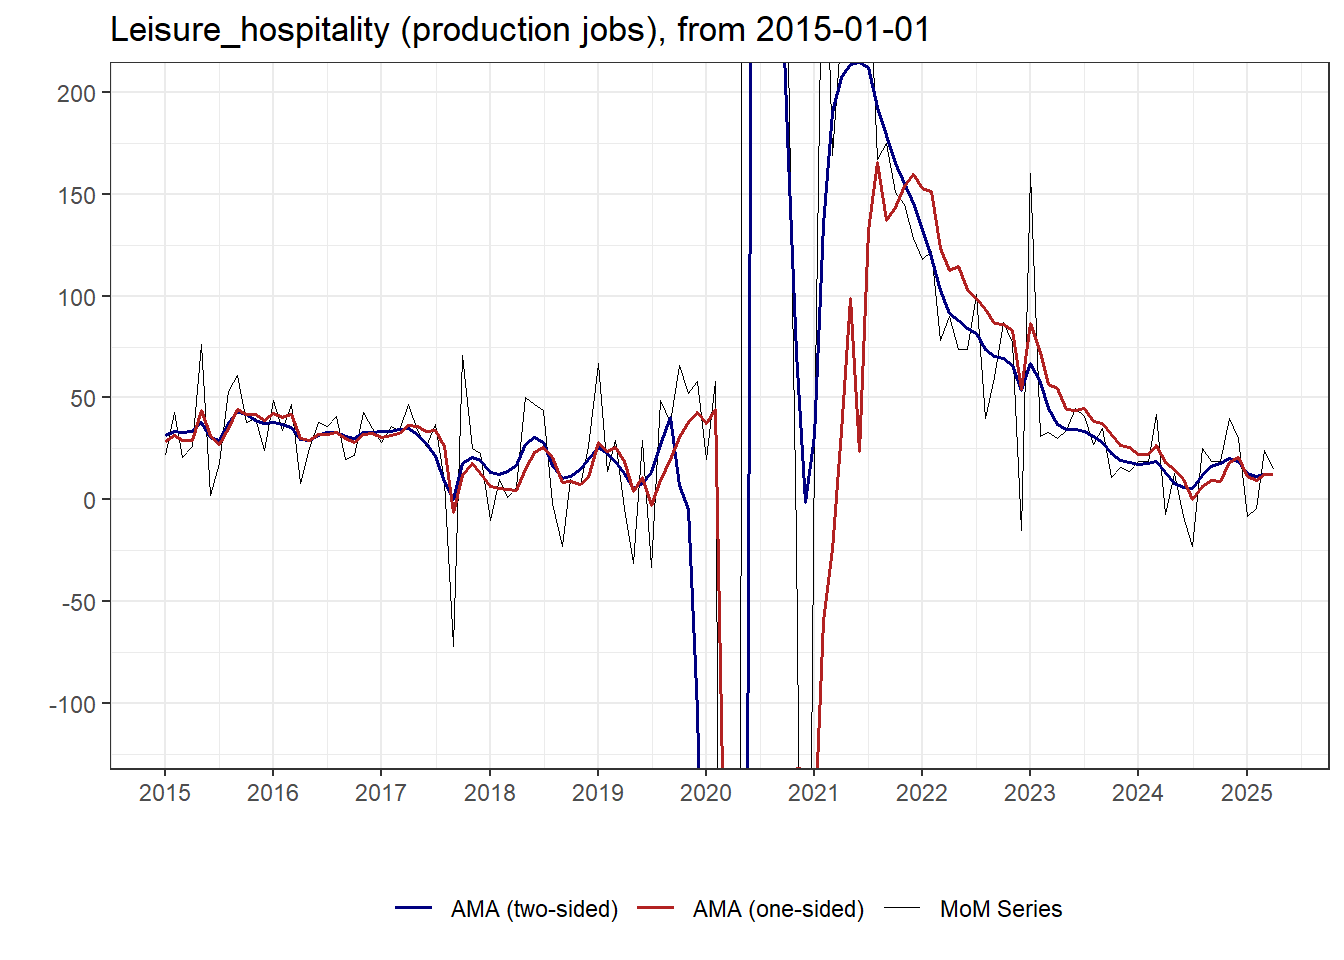 Leisure_hospitality (production jobs), from 2015-01-01
200
150
100
50
0
-50
-100
2015 2016 2017 2018 2019 2020 2021 2022 2023 2024 2025
AMA (two-sided) AMA (one-sided) MoM Series